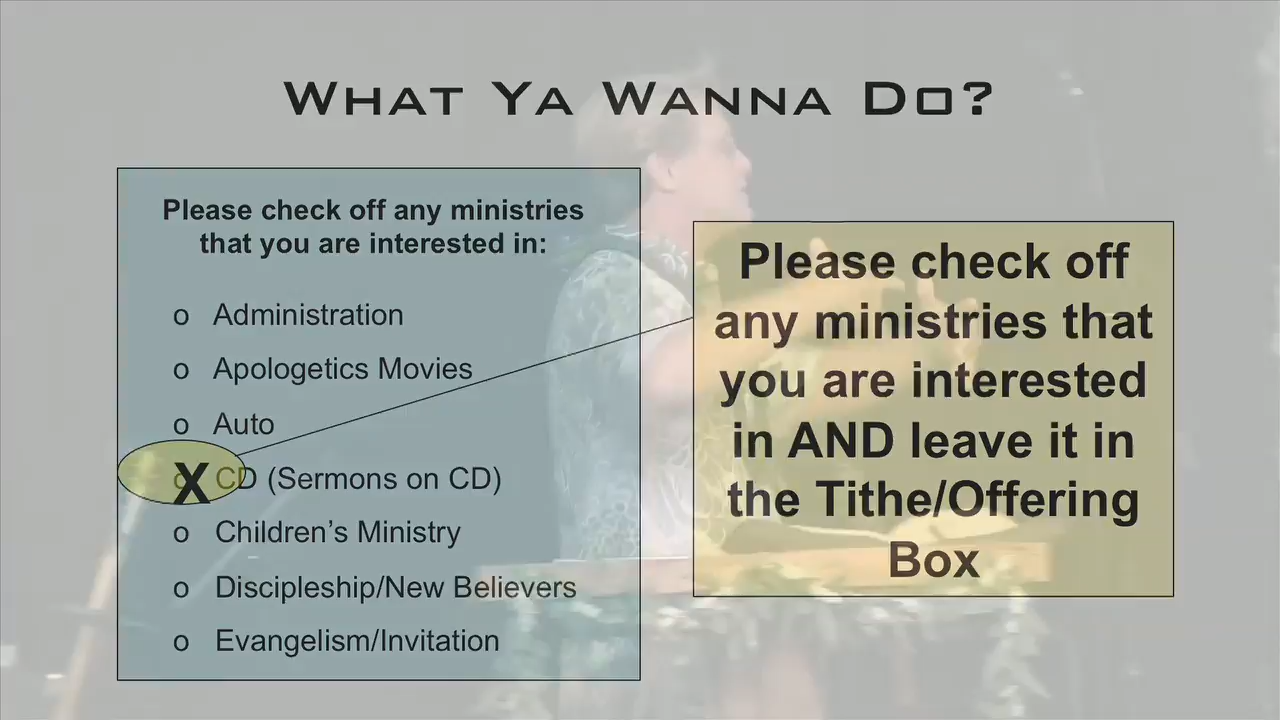 What Ya Wanna Do?
Please check off any ministries
that you are interested in:
o Administration
o Apologetics Movies
o Auto
X CD (Sermons on CD)
o Children’s Ministry
o Discipleship/New Believers
o Evangelism/Invitation
Please check off
any ministries that
you are interested
in AND leave it in
the Tithe/Offering
Box